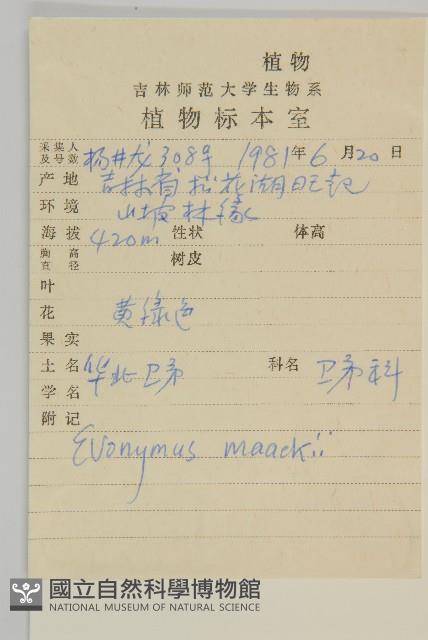 植物
吉林师范大学生物系
植物标本室
采集人及号数 杨井龙308号 1981年6月20日
产地 吉林省松花湖
环境 山坡林缘
海拔 420m 性状 体高
胸高直径 树皮
叶
花 黄绿色
果实
土名 华北卫矛 科名 卫矛科
学名
附记
Evonymus maackii
國立自然科學博物館
NATIONAL MUSEUM OF NATURAL SCIENCE